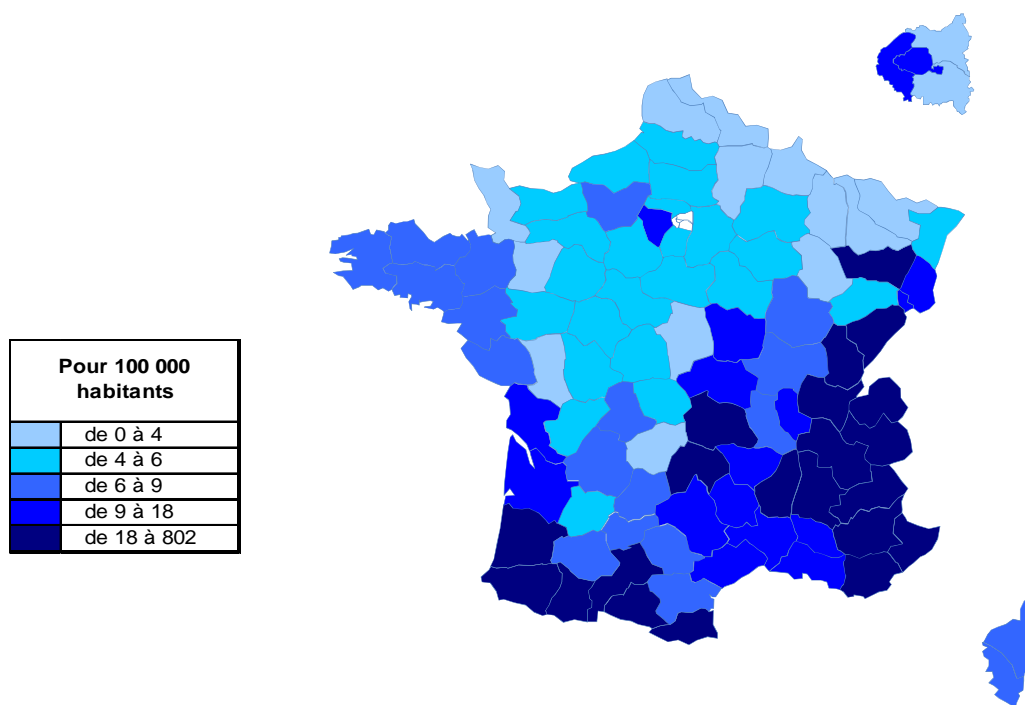 Pour 100 000
habitants
de 0 à 4
de 4 à 6
de 6 à 9
de 9 à 18
de 18 à 802